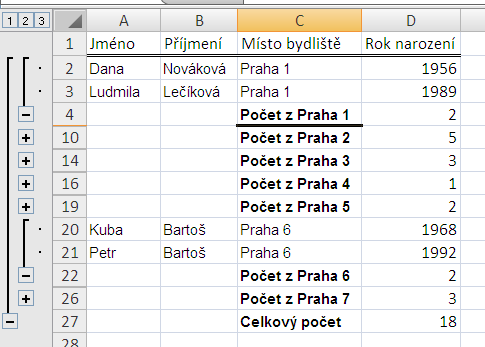 1 2 3 A B C D
1 Jméno Příjmení Místo bydliště Rok narození
2 Dana Nováková Praha 1 1956
3 Ludmila Lečíková Praha 1 1989
4 Počet z Praha 1 2
10 Počet z Praha 2 5
14 Počet z Praha 3 3
16 Počet z Praha 4 1
19 Počet z Praha 5 2
20 Kuba Bartoš Praha 6 1968
21 Petr Bartoš Praha 6 1992
22 Počet z Praha 6 2
26 Počet z Praha 7 3
27 Celkový počet 18
28